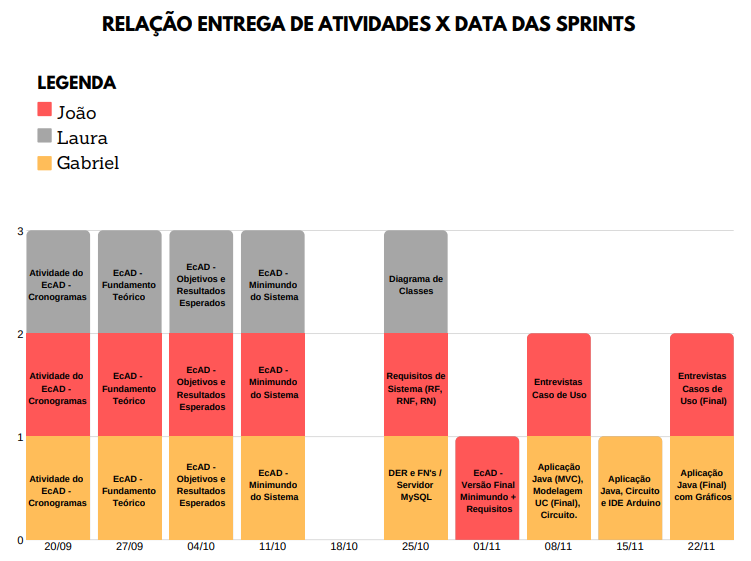 RELAÇÃO ENTREGA DE ATIVIDADES X DATA DAS SPRINTS
LEGENDA
João
Laura
Gabriel
3
Atividade do
EcAD -
Cronogramas
EcAD -
Fundamento
Teórico
EcAD -
Objetivos e
Resultados
Esperados
EcAD -
Minimundo
do Sistema
Diagrama de
Classes
2
Atividade do
EcAD -
Cronogramas
EcAD -
Fundamento
Teórico
EcAD -
Objetivos e
Resultados
Esperados
EcAD -
Minimundo
do Sistema
Requisitos de
Sistema (RF,
RNF, RN)
Entrevistas
Caso de Uso
Entrevistas
Casos de
Uso (Final)
1
Atividade do
EcAD -
Cronogramas
EcAD -
Fundamento
Teórico
EcAD -
Objetivos e
Resultados
Esperados
EcAD -
Minimundo
do Sistema
DER e FN's /
Servidor
MySQL
EcAD -
Versão Final
Minimundo +
Requisitos
Aplicação
Java (MVC),
Modelagem
UC (Final),
Circuito.
Aplicação
Java, Circuito
e IDE Arduino
Aplicação
Java (Final)
com Gráficos
0
20/09 27/09 04/10 11/10 18/10 25/10 01/11 08/11 15/11 22/11